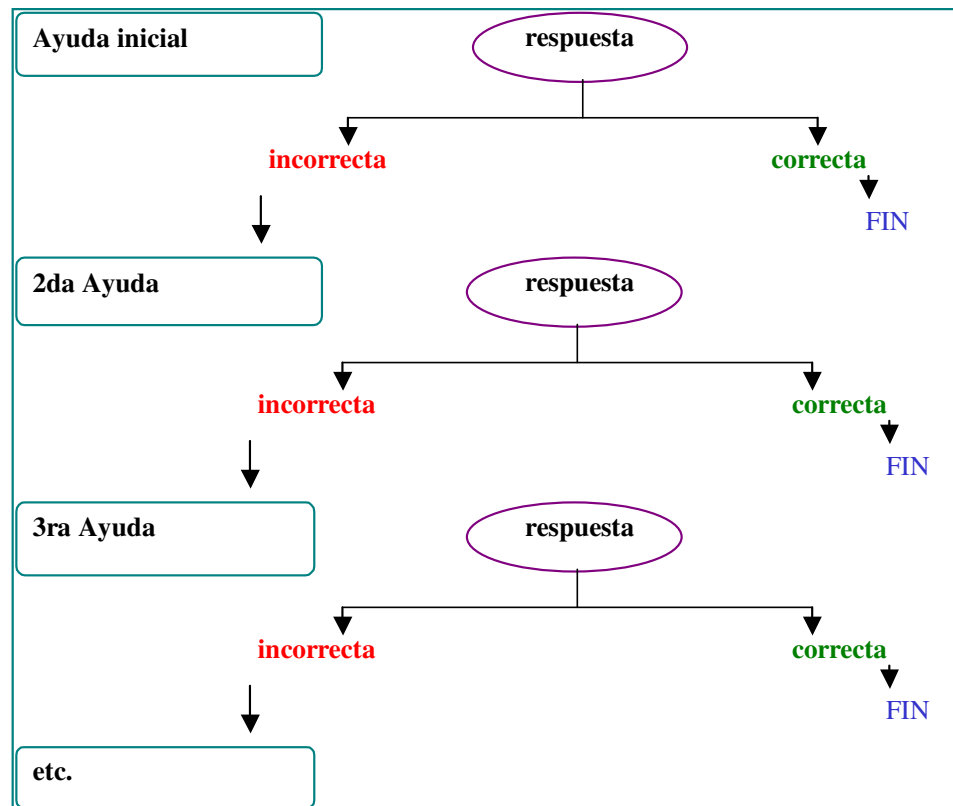 Ayuda inicial
respuesta
incorrecta
correcta
FIN
2da Ayuda
respuesta
incorrecta
correcta
FIN
3ra Ayuda
respuesta
incorrecta
correcta
FIN
etc.